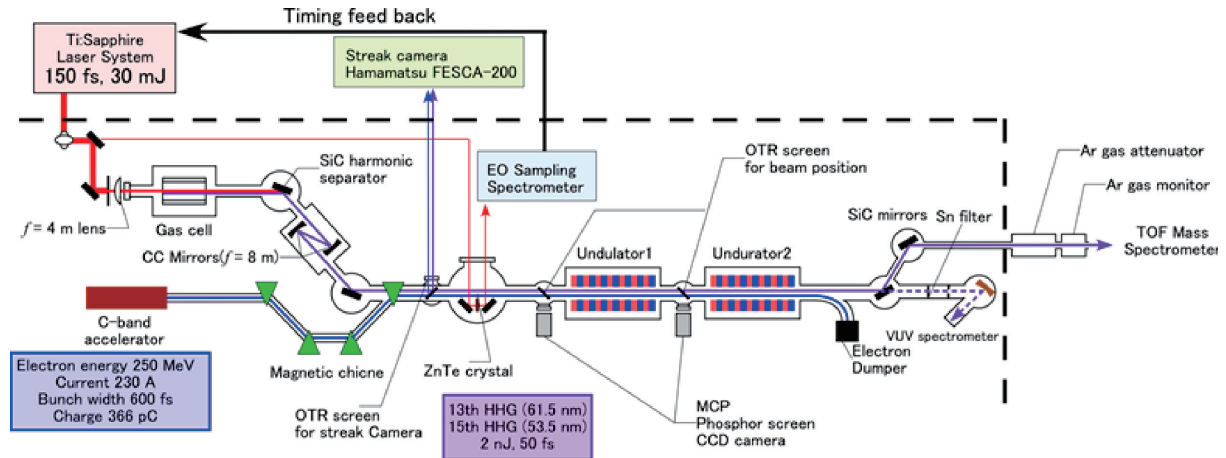 Timing feed back
Ti:Sapphire
Laser System
150 fs, 30 mJ
Streak camera
Hamamatsu FESCA-200
SiC harmonic
separator
EO Sampling
Spectrometer
OTR screen
for beam position
Ar gas attenuator
Ar gas monitor
f = 4 m lens
Gas cell
CC Mirrors(f = 8 m)
SiC mirrors
Sn filter
TOF Mass
Spectrometer
Undulator1
Undurator2
C-band
accelerator
Magnetic chicne
ZnTe crystal
Electron
Dumper
VUV spectrometer
Electron energy 250 MeV
Current 230 A
Bunch width 600 fs
Charge 366 pC
OTR screen
for streak Camera
13th HHG (61.5 nm)
15th HHG (53.5 nm)
2 nJ, 50 fs
MCP
Phosphor screen
CCD camera